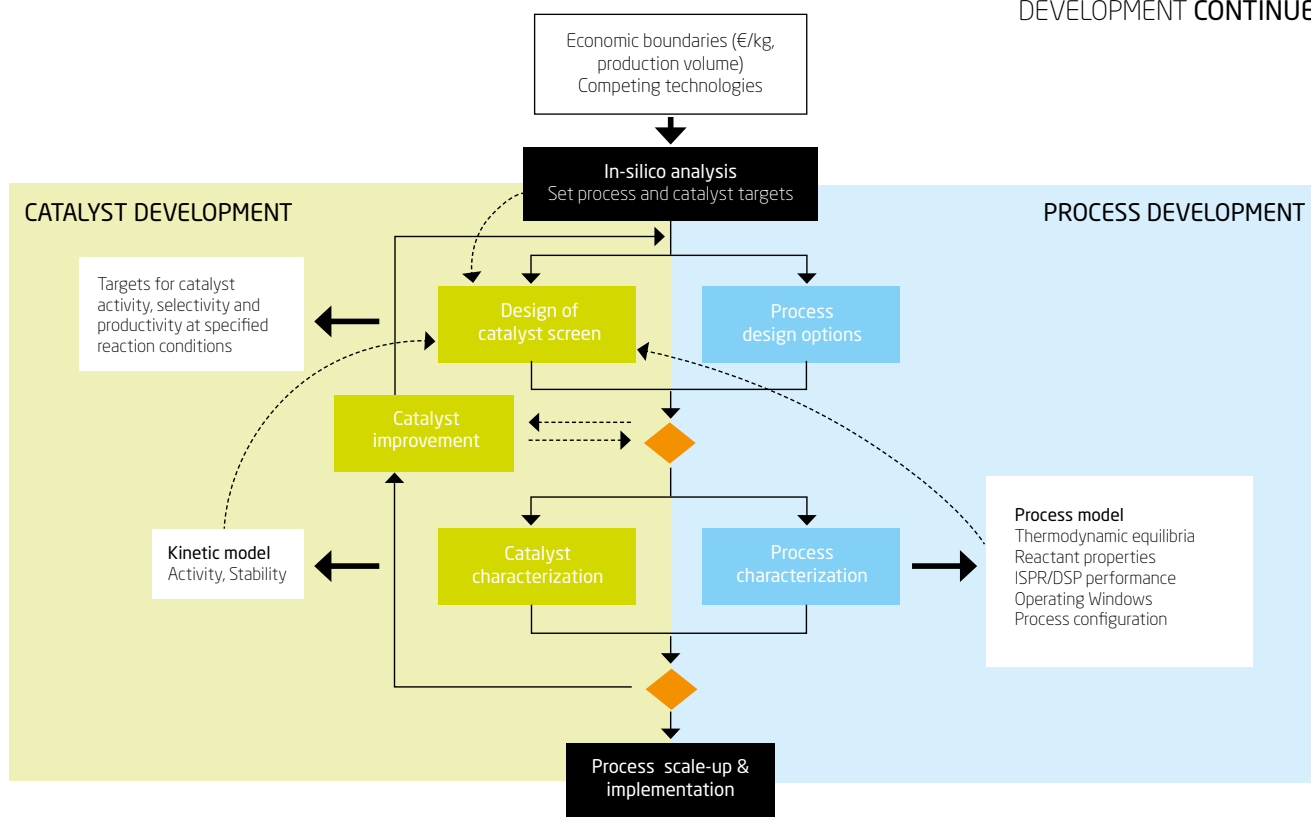 DEVELOPMENT CONTINUE
Economic boundaries (€/kg,
production volume)
Competing technologies
In-silico analysis
Set process and catalyst targets
CATALYST DEVELOPMENT
PROCESS DEVELOPMENT
Targets for catalyst
activity, selectivity and
productivity at specified
reaction conditions
Design of
catalyst screen
Process
design options
Catalyst
improvement
Kinetic model
Activity, Stability
Catalyst
characterization
Process
characterization
Process model
Thermodynamic equilibria
Reactant properties
ISPR/DSP performance
Operating Windows
Process configuration
Process scale-up &
implementation